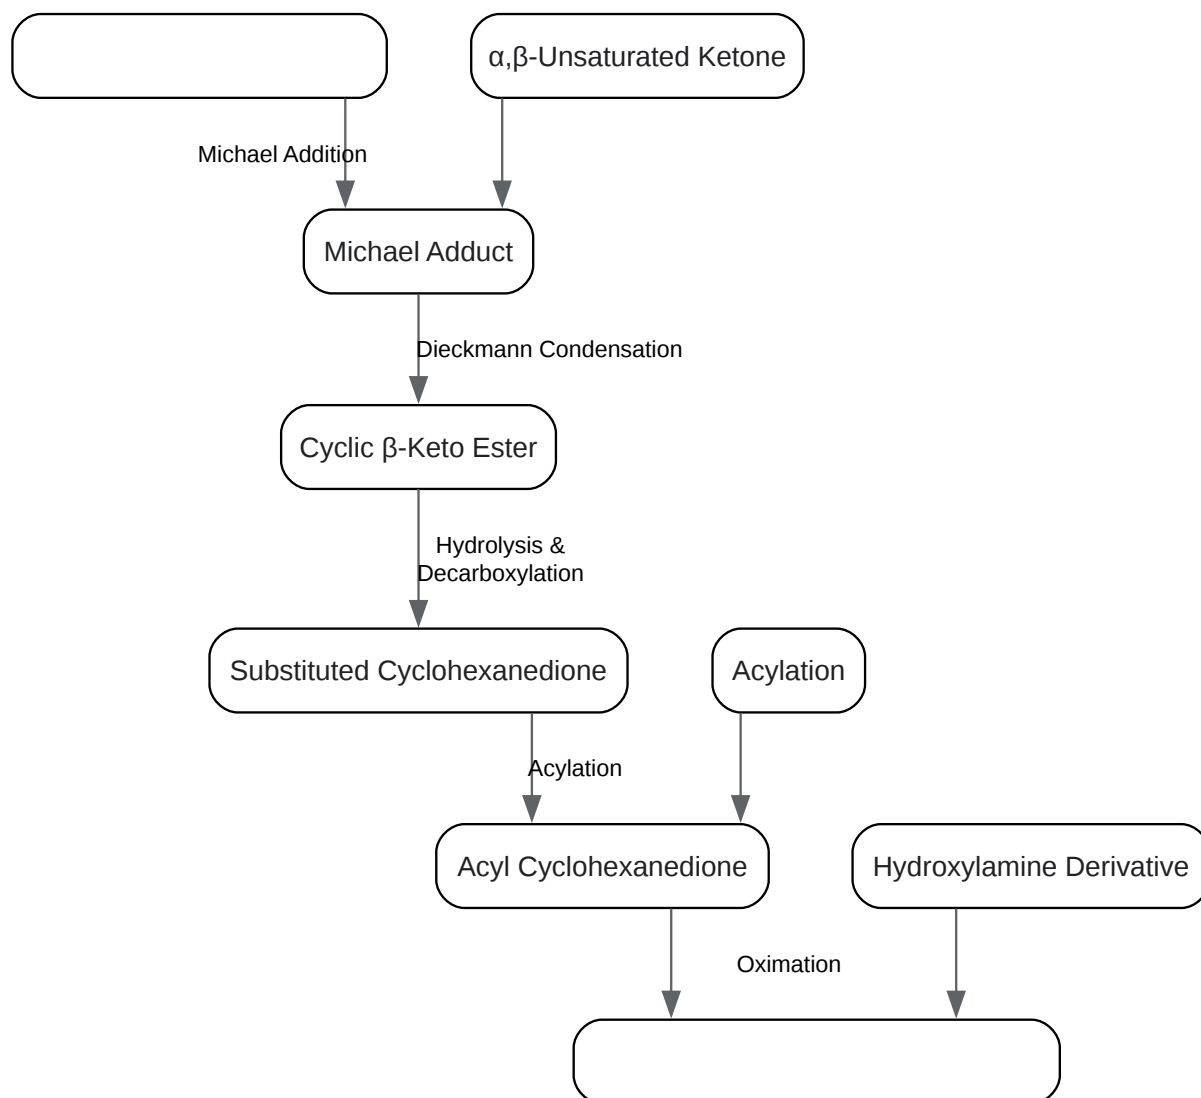 α,β-Unsaturated Ketone
Michael Addition
Michael Adduct
Dieckmann Condensation
Cyclic β-Keto Ester
Hydrolysis &
Decarboxylation
Substituted Cyclohexanedione
Acylation
Acylation
Acyl Cyclohexanedione
Hydroxylamine Derivative
Oximation